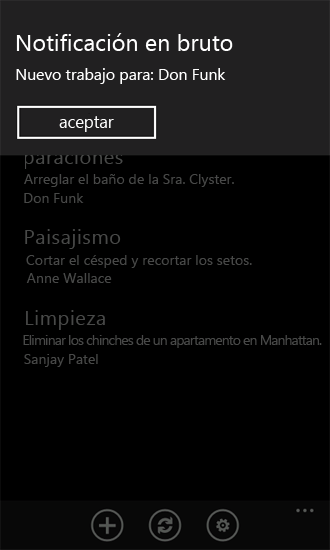 Notificación en bruto
Nuevo trabajo para: Don Funk
aceptar
paraciones
Arreglar el baño de la Sra. Clyster.
Don Funk
Paisajismo
Cortar el césped y recortar los setos.
Anne Wallace
Limpieza
Eliminar los chinches de un apartamento en Manhattan.
Sanjay Patel